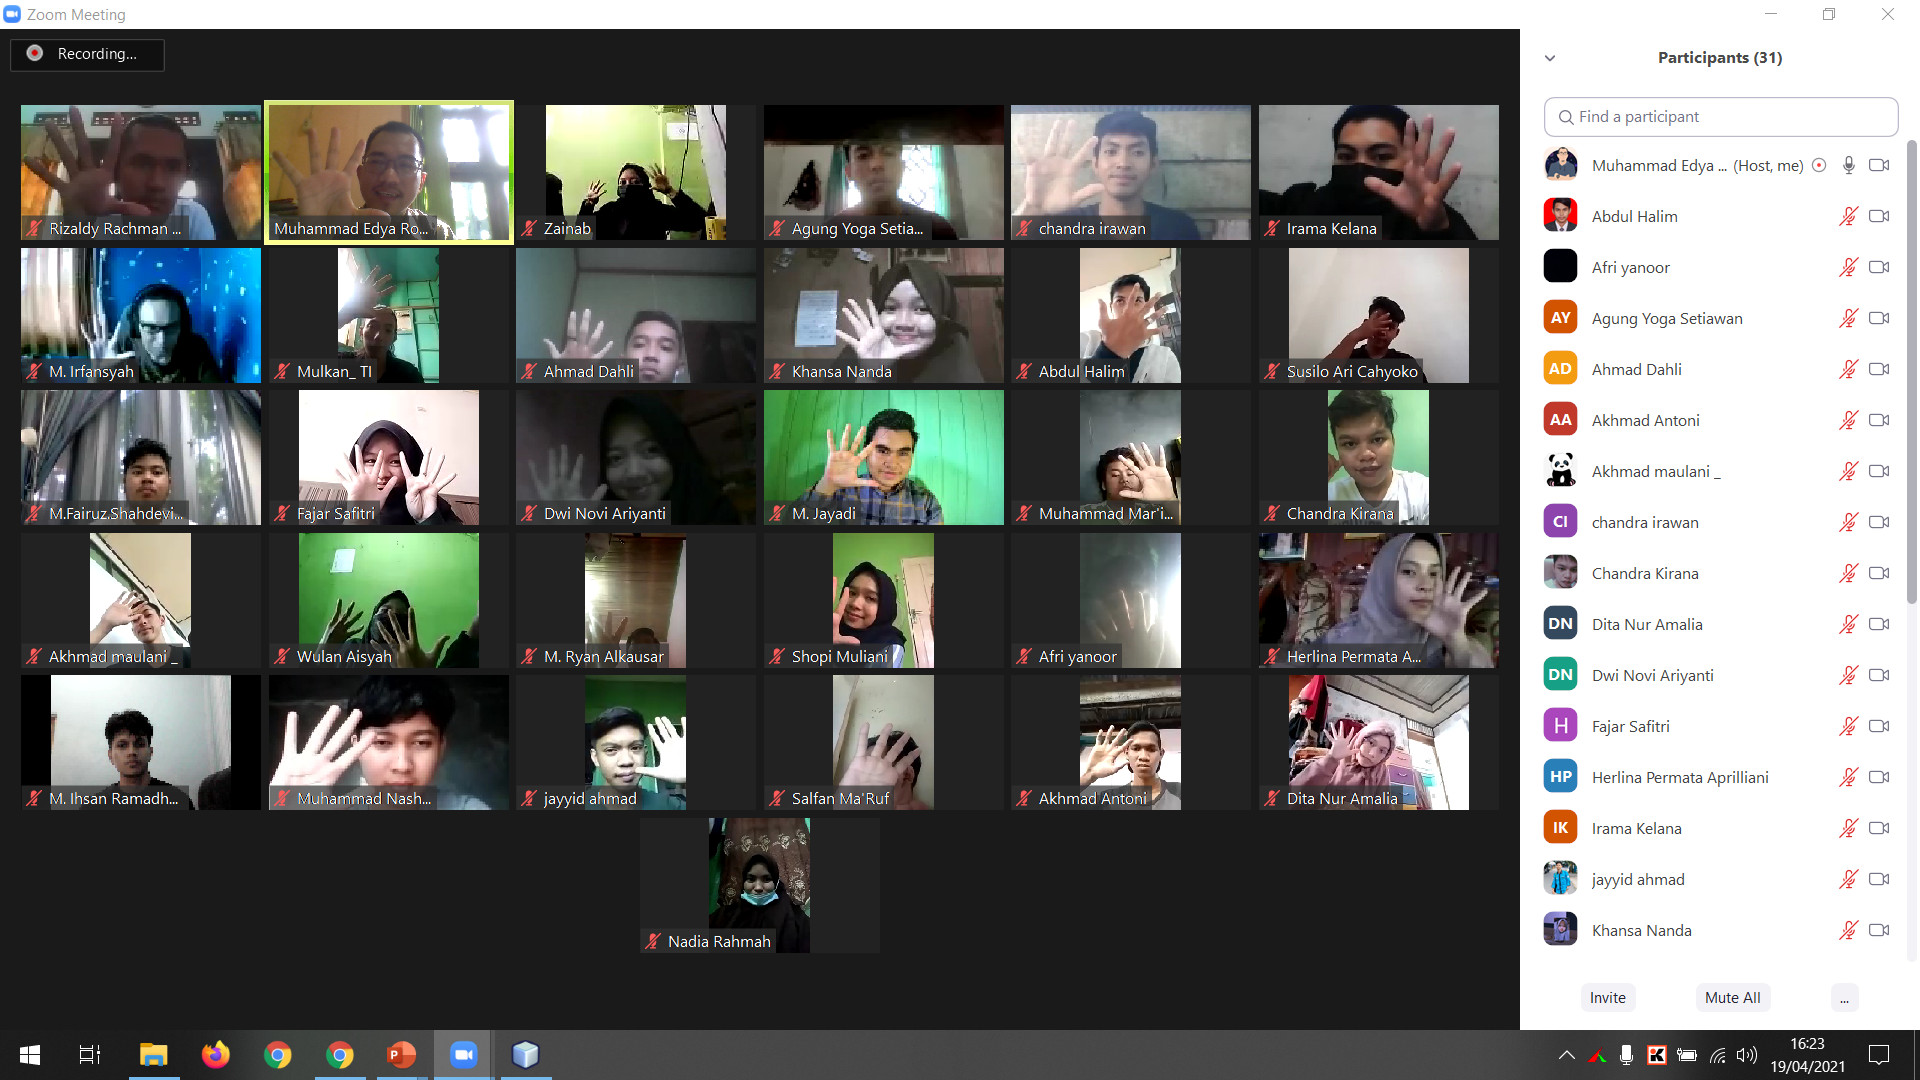 Zoom Meeting
Recording...
Rizaldy Rachman ...
Muhammad Edya Ro...
Zainab
Agung Yoga Setia...
chandra irawan
Irama Kelana
M. Irfansyah
Mulkan_ TI
Ahmad Dahli
Khansa Nanda
Abdul Halim
Susilo Ari Cahyoko
M.Fairuz.Shahdevi...
Fajar Safitri
Dwi Novi Ariyanti
M. Jayadi
Muhammad Mar'i...
Chandra Kirana
Akhmad maulani _
Wulan Aisyah
M. Ryan Alkausar
Shopi Muliani
Afri yanoor
Herlina Permata A...
M. Ihsan Ramadh...
Muhammad Nash...
jayyid ahmad
Salfan Ma'Ruf
Akhmad Antoni
Dita Nur Amalia
Nadia Rahmah
Participants (31)
Find a participant
Muhammad Edya ... (Host, me)
Abdul Halim
Afri yanoor
AY Agung Yoga Setiawan
AD Ahmad Dahli
AA Akhmad Antoni
Akhmad maulani _
CI chandra irawan
Chandra Kirana
DN Dita Nur Amalia
DN Dwi Novi Ariyanti
H Fajar Safitri
HP Herlina Permata Aprilliani
IK Irama Kelana
jayyid ahmad
Khansa Nanda
Invite
Mute All
...
16:23
19/04/2021